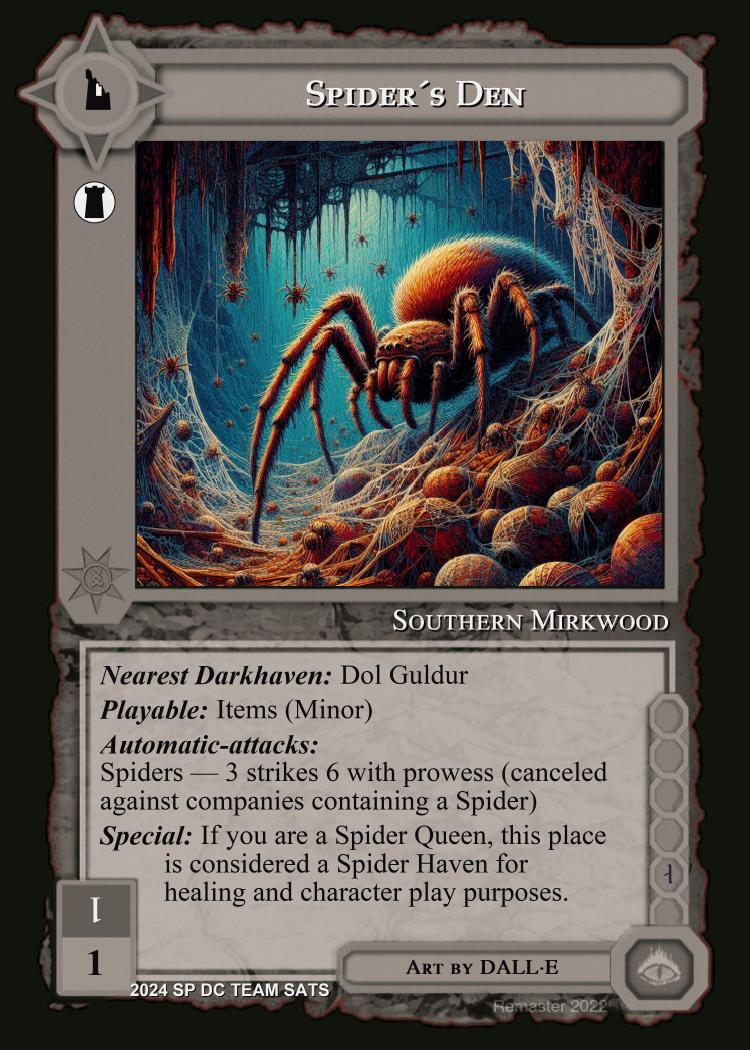 Spider´s Den
Southern Mirkwood
Nearest Darkhaven: Dol Guldur
Playable: Items (Minor)
Automatic-attacks:
Spiders — 3 strikes 6 with prowess (canceled
against companies containing a Spider)
Special: If you are a Spider Queen, this place
is considered a Spider Haven for
healing and character play purposes.
1
1
Art by DALL·E
2024 SP DC TEAM SATS
Remaster 2022